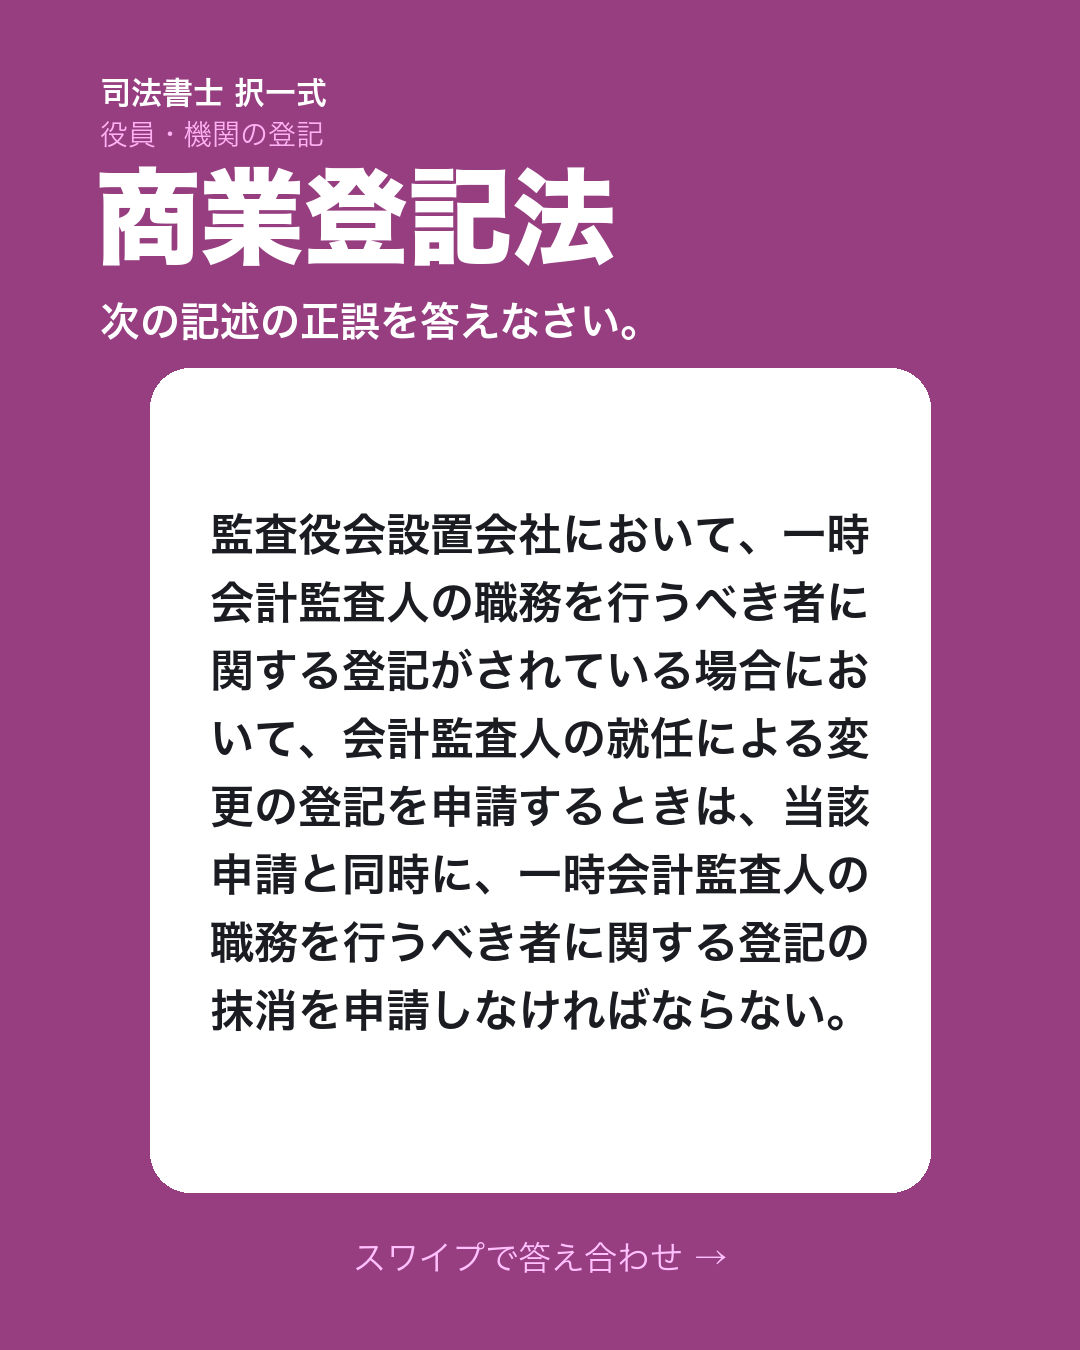 司法書士 択一式
役員・機関の登記
商業登記法
次の記述の正誤を答えなさい。
監査役会設置会社において、一時
会計監査人の職務を行うべき者に
関する登記がされている場合にお
いて、会計監査人の就任による変
更の登記を申請するときは、当該
申請と同時に、一時会計監査人の
職務を行うべき者に関する登記の
抹消を申請しなければならない。
スワイプで答え合わせ →